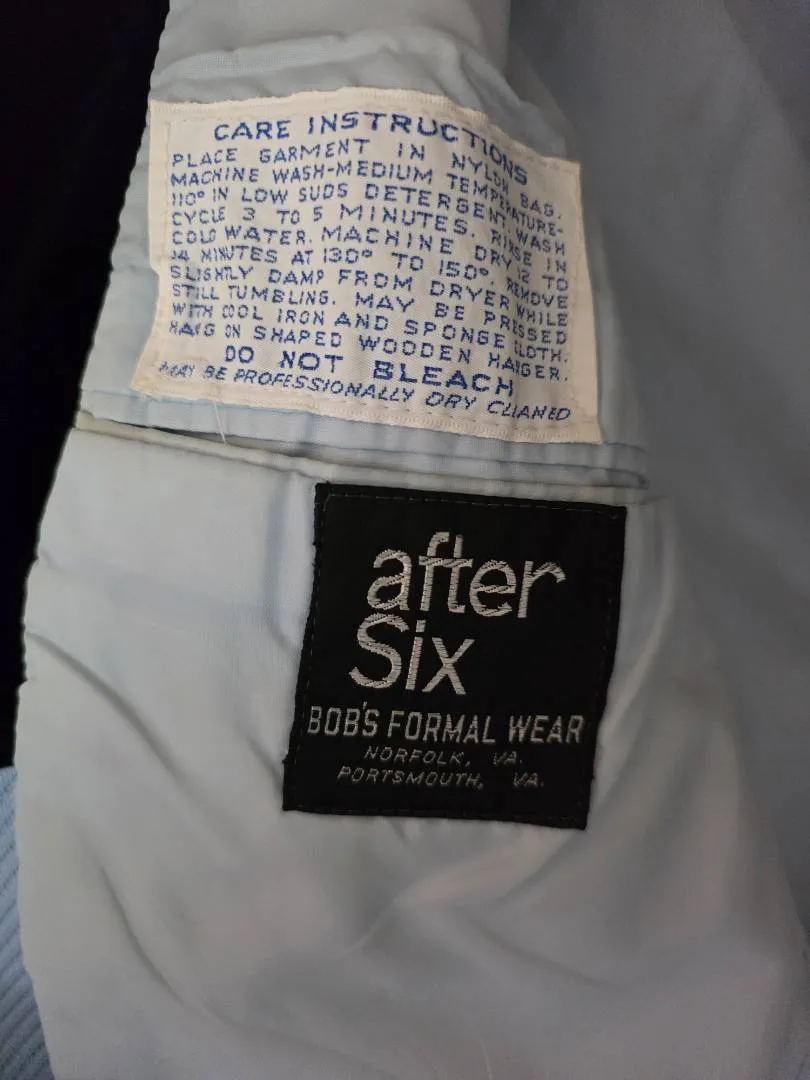 CARE INSTRUCTIONS
PLACE GARMENT IN NYLON BAG.
MACHINE WASH-MEDIUM TEMPERATURE-
110° IN LOW SUDS DETERGENT. WASH
CYCLE 3 TO 5 MINUTES. RINSE IN
COLD WATER. MACHINE DRY 12 TO
14 MINUTES AT 130° TO 150°. REMOVE
SLIGHTLY DAMP FROM DRYER WHILE
STILL TUMBLING. MAY BE PRESSED
WITH COOL IRON AND SPONGE CLOTH.
HANG ON SHAPED WOODEN HANGER.
DO NOT BLEACH
MAY BE PROFESSIONALLY DRY CLEANED
after
Six
BOB'S FORMAL WEAR
NORFOLK, VA.
PORTSMOUTH, VA.